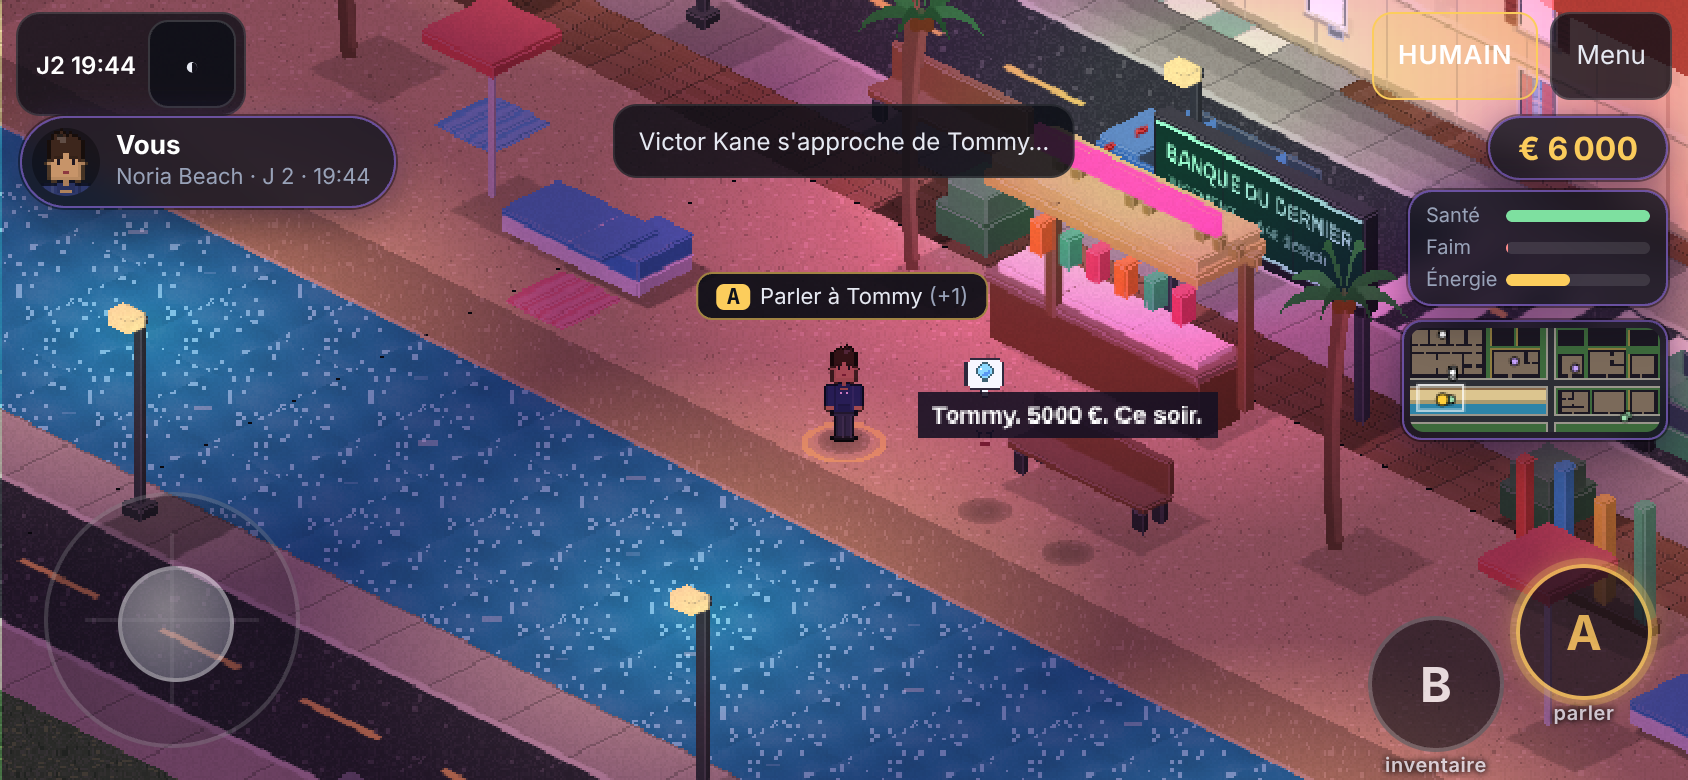 J2 19:44
HUMAIN
Menu
Vous
Noria Beach · J 2 · 19:44
Victor Kane s'approche de Tommy...
€ 6 000
Santé
Faim
Énergie
BANQUE DU DERNIER
A Parler à Tommy (+1)
Tommy. 5000 €. Ce soir.
A
parler
B
inventaire